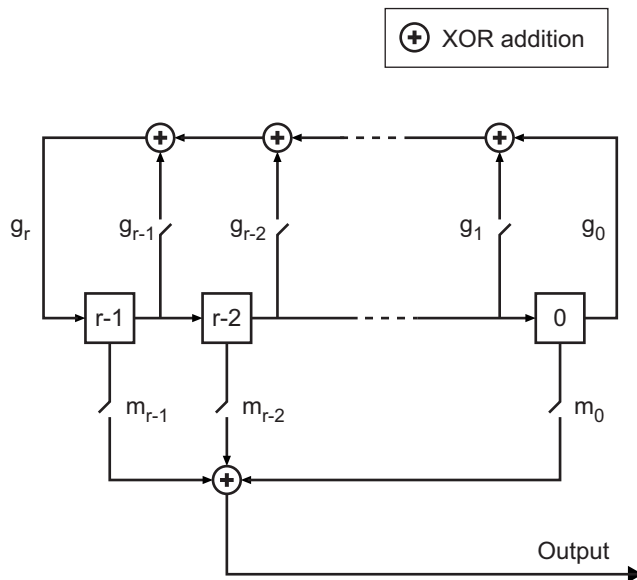 XOR addition
g_r
g_{r-1}
g_{r-2}
g_1
g_0
r-1
r-2
0
m_{r-1}
m_{r-2}
m_0
Output